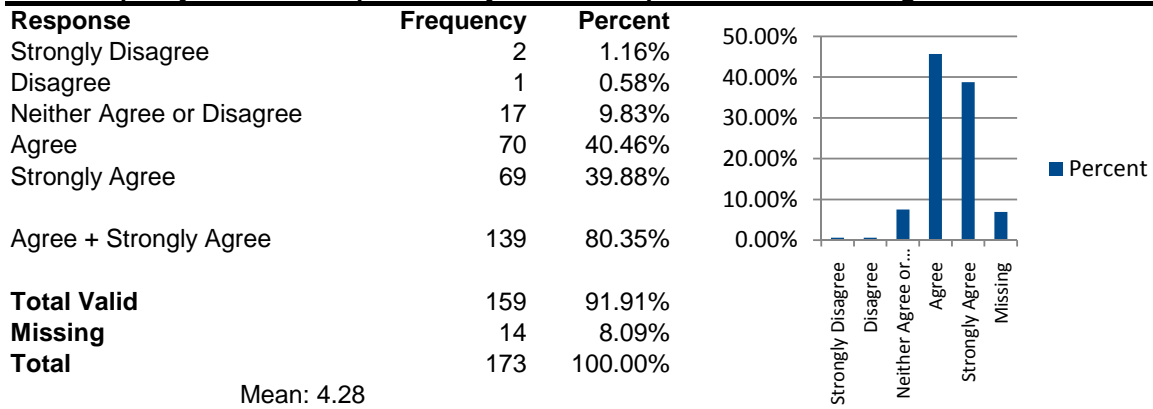 Response Frequency Percent
Strongly Disagree 2 1.16%
Disagree 1 0.58%
Neither Agree or Disagree 17 9.83%
Agree 70 40.46%
Strongly Agree 69 39.88%
Agree + Strongly Agree 139 80.35%
Total Valid 159 91.91%
Missing 14 8.09%
Total 173 100.00%
Mean: 4.28
50.00%
40.00%
30.00%
20.00%
10.00%
0.00%
Strongly Disagree
Disagree
Neither Agree or...
Agree
Strongly Agree
Missing
Percent